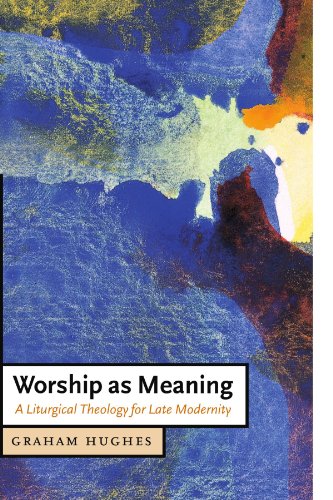 Worship as Meaning
A Liturgical Theology for Late Modernity
GRAHAM HUGHES